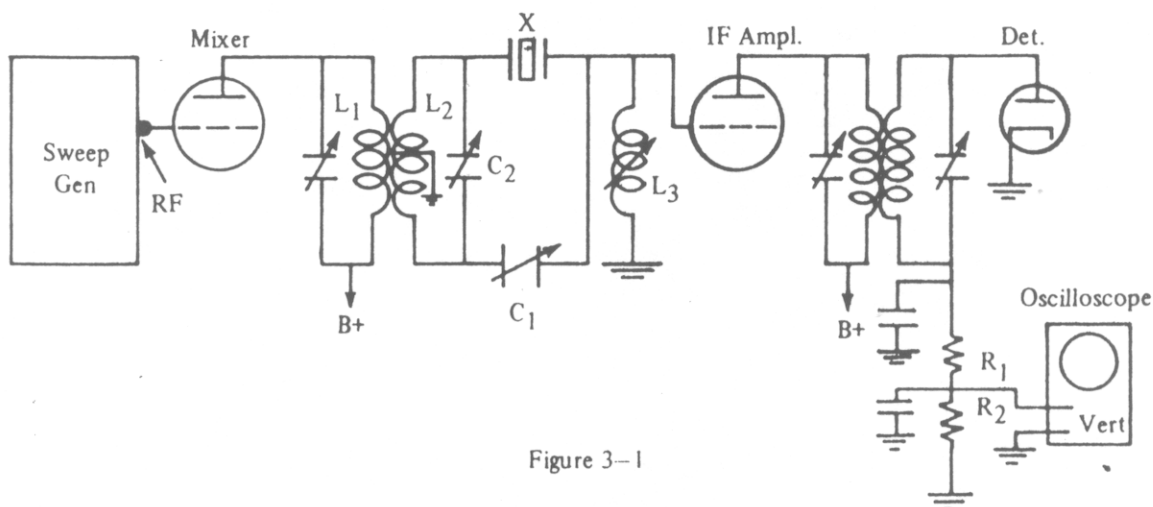 Mixer
X
IF Ampl.
Det.
L1
L2
C2
L3
Sweep
Gen
RF
B+
C1
B+
Oscilloscope
R1
R2
Vert
Figure 3–1